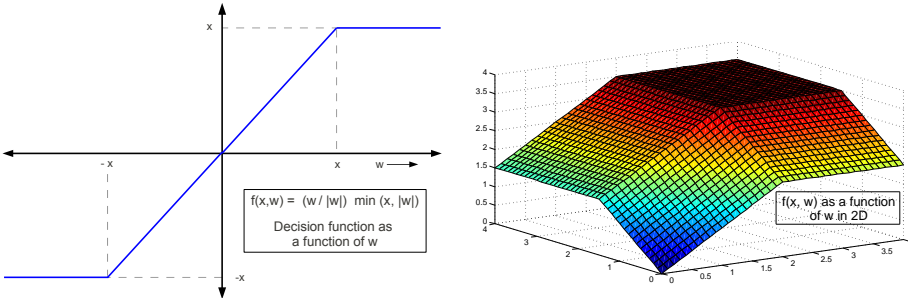 x
- x
x
w
f(x,w) = (w / |w|) min (x, |w|)
Decision function as
a function of w
-x
4
3.5
3
2.5
2
1.5
1
0.5
0
4
3
2
1
0
0
0.5
1
1.5
2
2.5
3
3.5
f(x, w) as a function
of w in 2D